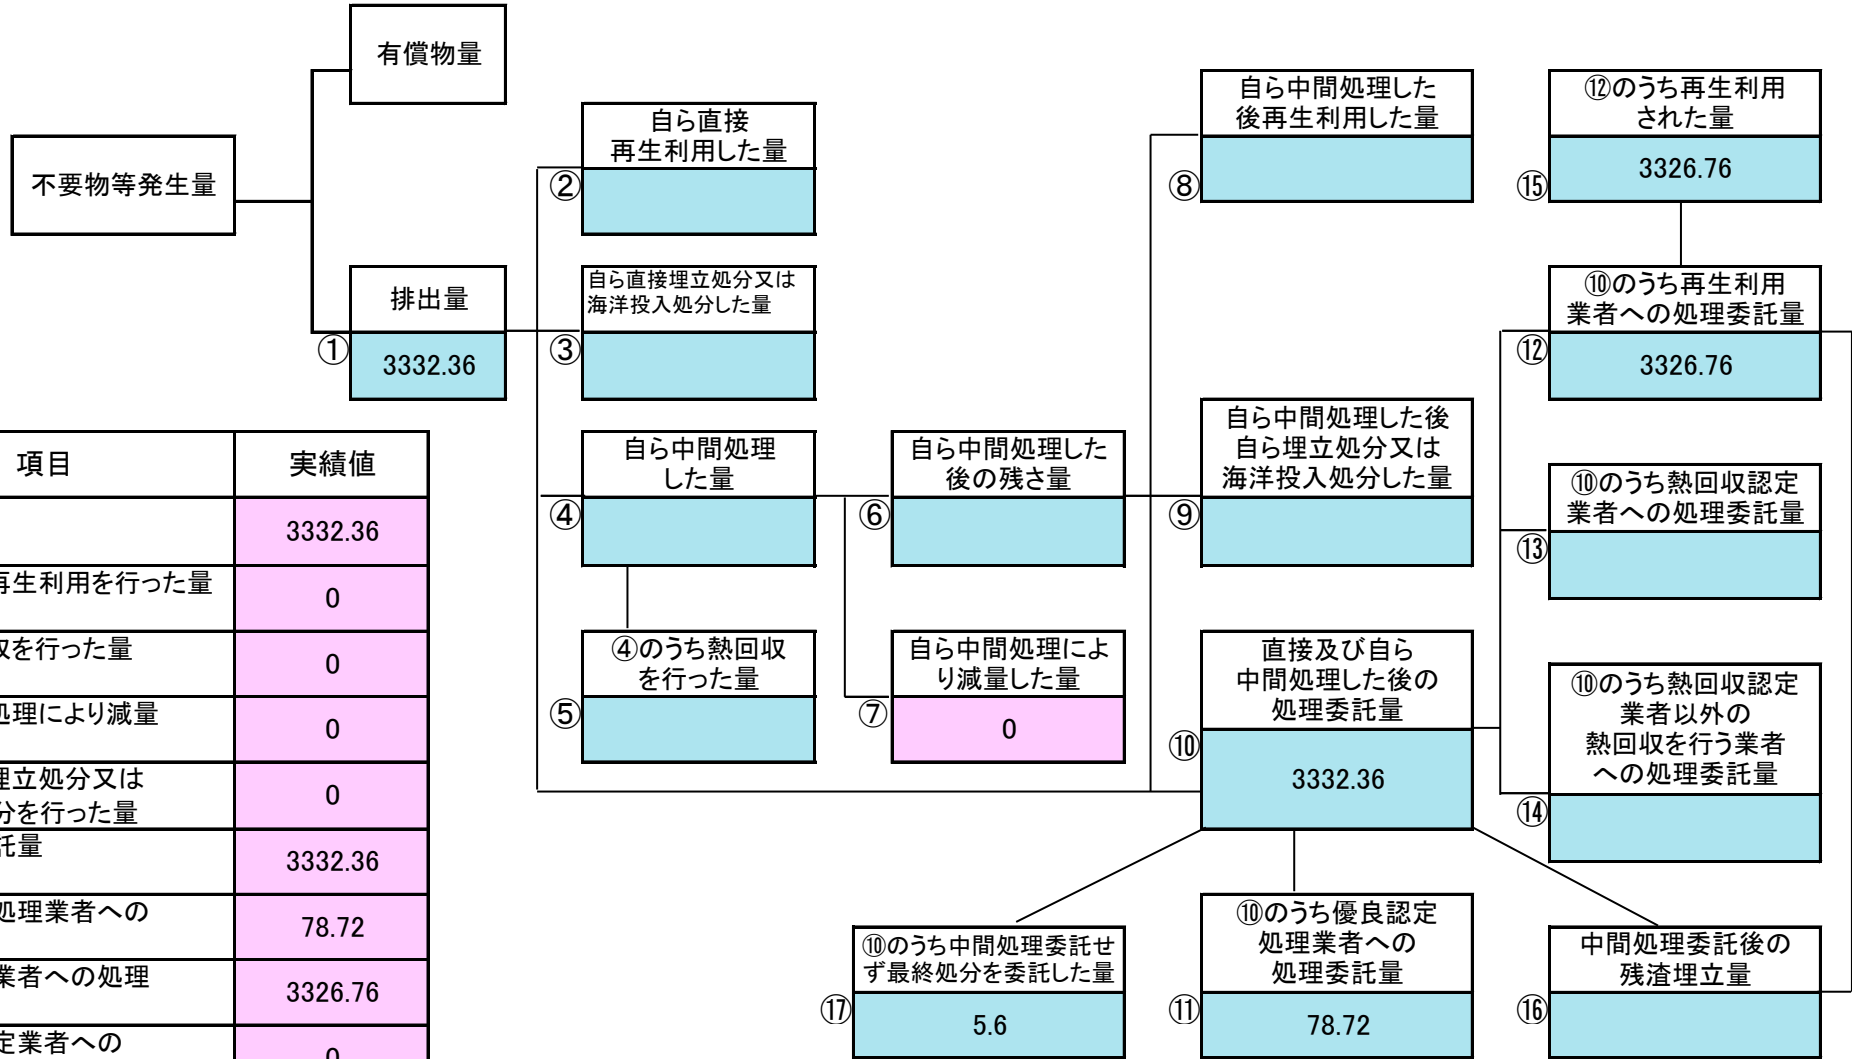 有償物量
不要物等発生量
排出量
①
3332.36
自ら直接
再生利用した量
②
自ら直接埋立処分又は
海洋投入処分した量
③
自ら中間処理
した量
④
④のうち熱回収
を行った量
⑤
自ら中間処理した
後の残さ量
⑥
自ら中間処理によ
り減量した量
⑦
0
自ら中間処理した
後再生利用した量
⑧
自ら中間処理した後
自ら埋立処分又は
海洋投入処分した量
⑨
直接及び自ら
中間処理した後の
処理委託量
⑩
3332.36
⑫のうち再生利用
された量
⑮
3326.76
⑩のうち再生利用
業者への処理委託量
⑫
3326.76
⑩のうち熱回収認定
業者への処理委託量
⑬
⑩のうち熱回収認定
業者以外の
熱回収を行う業者
への処理委託量
⑭
⑩のうち中間処理委託せ
ず最終処分を委託した量
⑰
5.6
⑩のうち優良認定
処理業者への
処理委託量
⑪
78.72
中間処理委託後の
残渣埋立量
⑯
項目 実績値
3332.36
再生利用を行った量
0
収を行った量
0
処理により減量
0
埋立処分又は
分を行った量
0
託量
3332.36
処理業者への
78.72
業者への処理
3326.76
定業者への
0